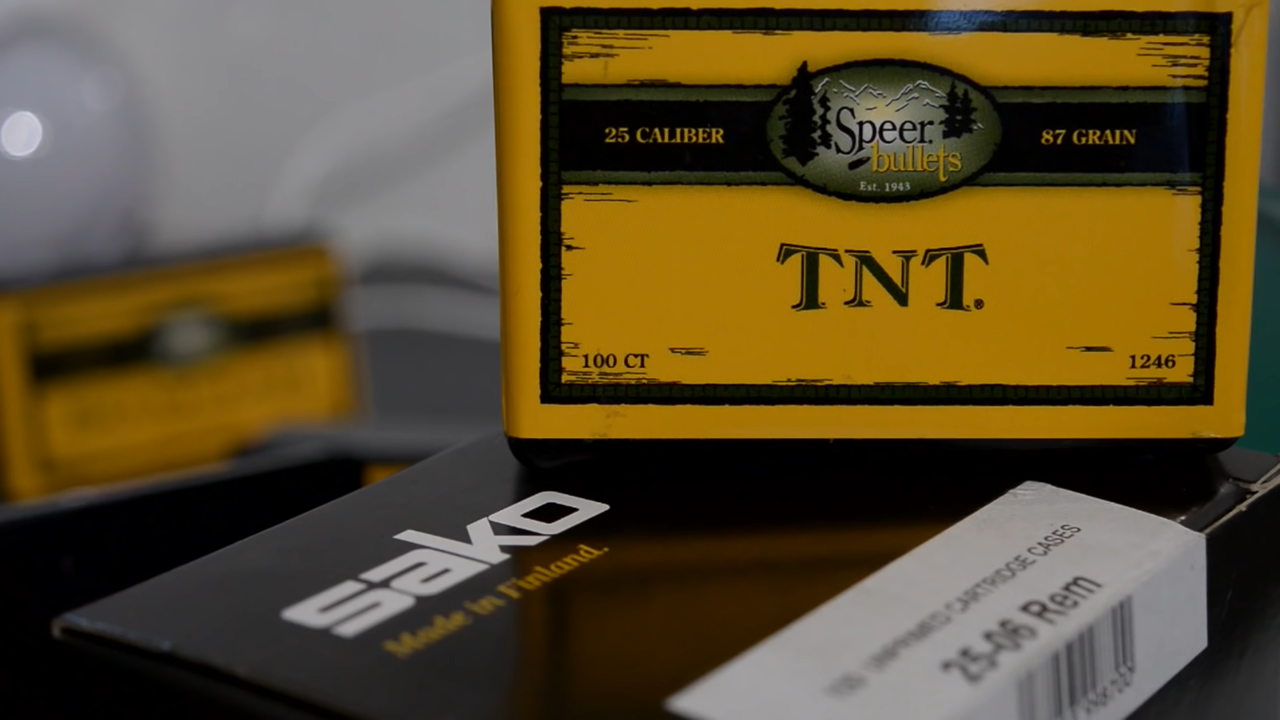 25 CALIBER
Speer
bullets
Est. 1943
87 GRAIN
TNT®
100 CT
1246
sako
Made in Finland.
100 UNPRIMED CARTRIDGE CASES
25-06 Rem